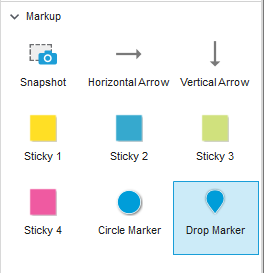 Markup
Snapshot
Horizontal Arrow
Vertical Arrow
Sticky 1
Sticky 2
Sticky 3
Sticky 4
Circle Marker
Drop Marker